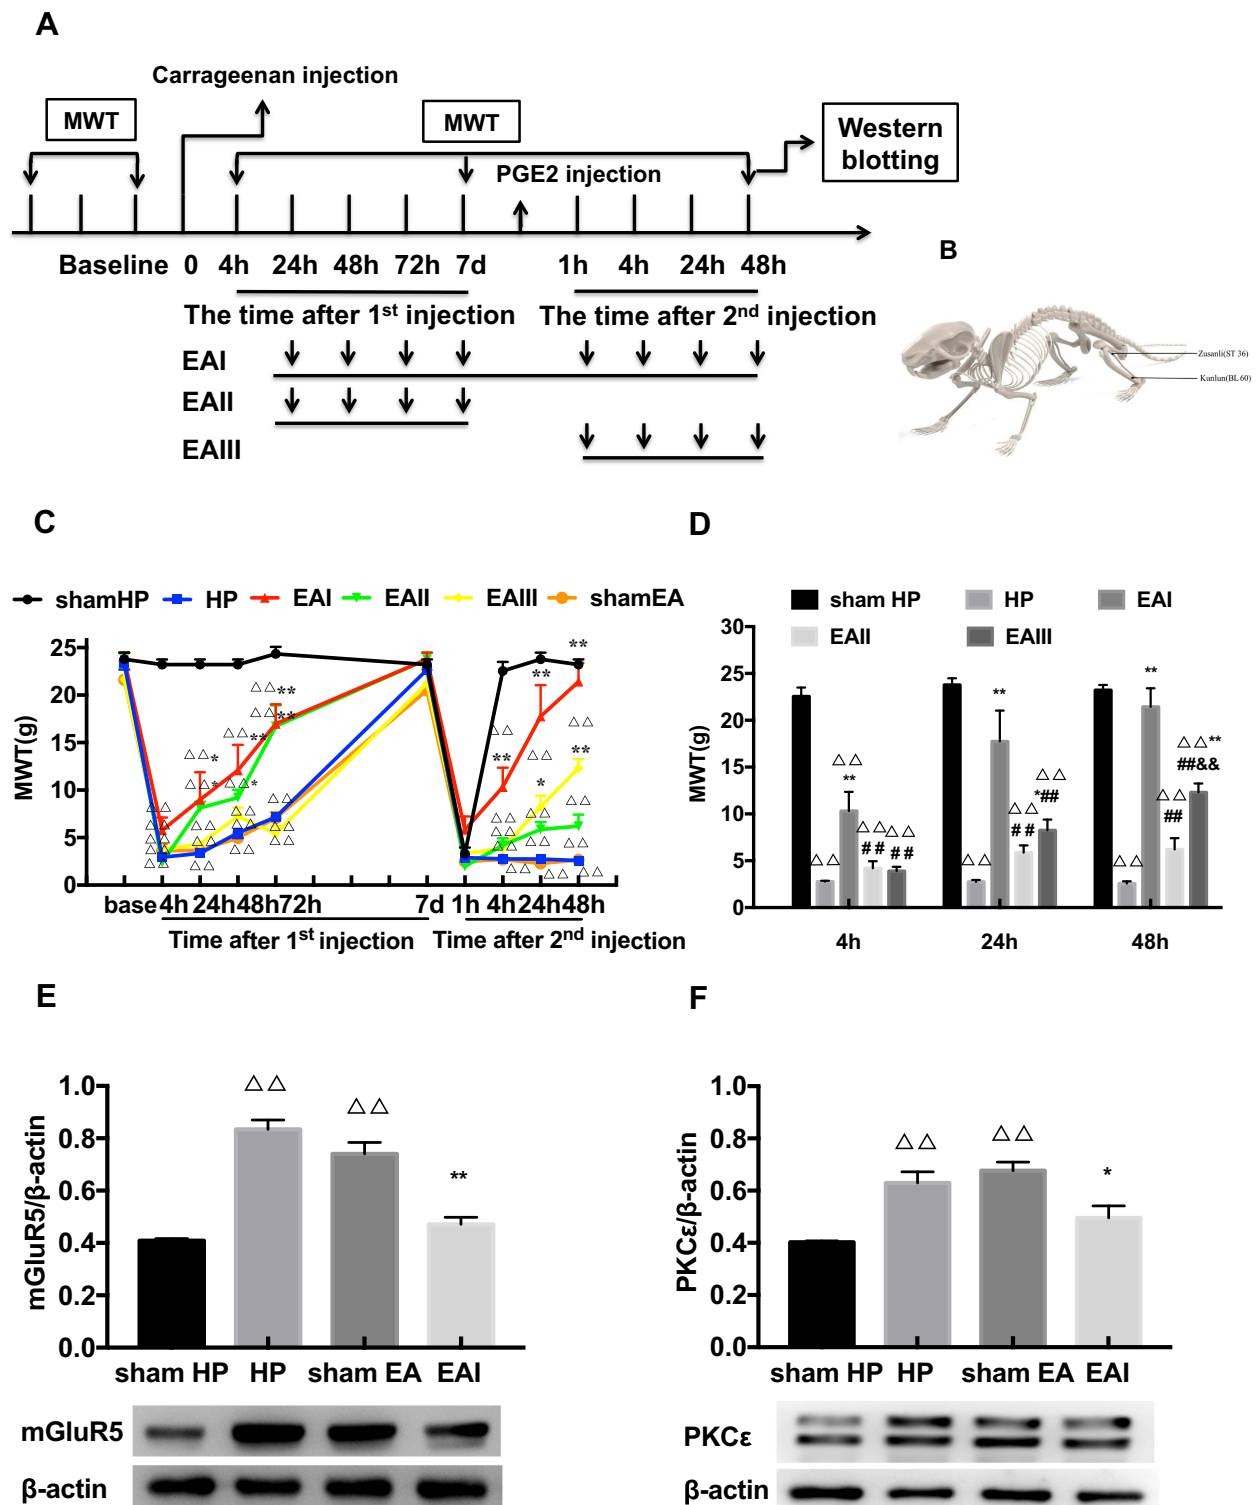 A
Carrageenan injection
MWT
MWT
Western
blotting
PGE2 injection
Baseline 0 4h 24h 48h 72h 7d 1h 4h 24h 48h
The time after 1st injection
The time after 2nd injection
EAI
EAII
EAIII
B
Zusanli(ST 36)
Kunlun(BL 60)
C
shamHP HP EAI EAII EAIII shamEA
MWT(g)
25
20
15
10
5
0
base 4h 24h 48h 72h 7d 1h 4h 24h 48h
Time after 1st injection
Time after 2nd injection
D
sham HP HP EAI
EAII EAIII
MWT(g)
30
25
20
15
10
5
0
△△ △△ ** △△ ## △△ ##
△△ ** △△ ## △△ *##
△△ ** △△ ## △△** ##&&
4h 24h 48h
E
mGluR5/β-actin
1.0
0.8
0.6
0.4
0.2
0.0
△△ △△ **
sham HP HP sham EA EAI
mGluR5
β-actin
F
PKCε/β-actin
1.0
0.8
0.6
0.4
0.2
0.0
△△ △△ *
sham HP HP sham EA EAI
PKCε
β-actin